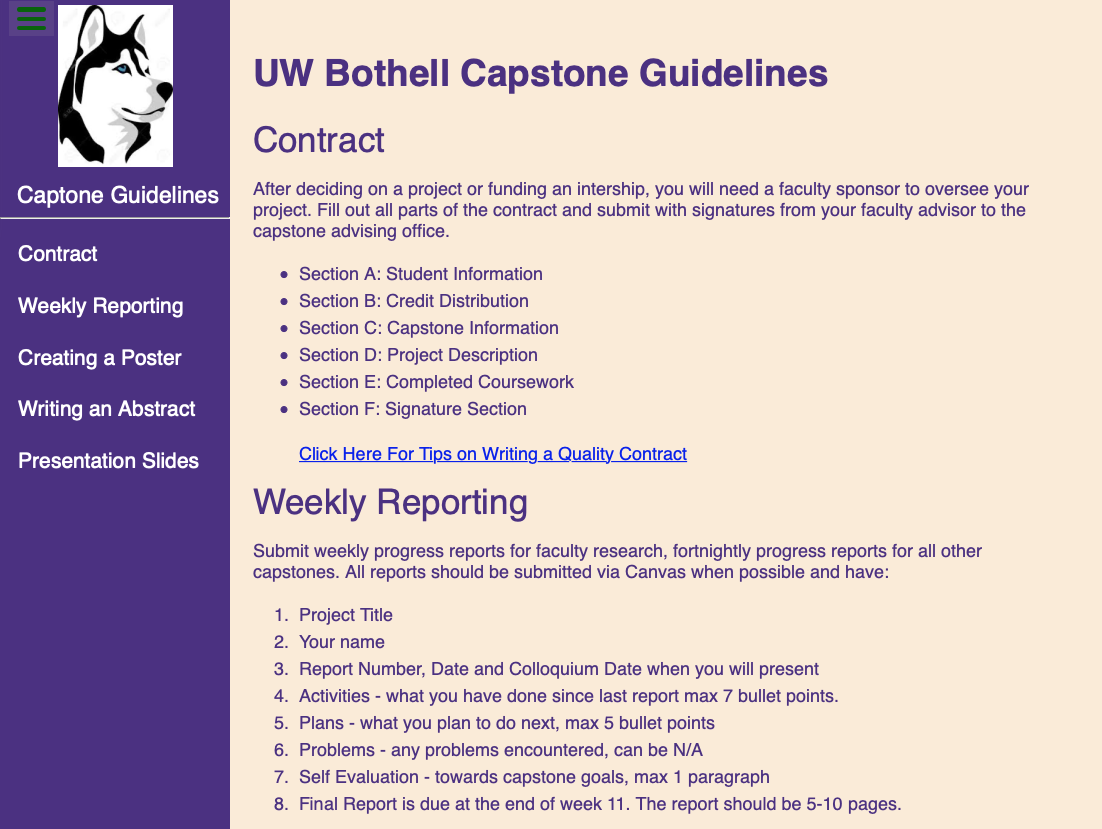 Captone Guidelines
Contract
Weekly Reporting
Creating a Poster
Writing an Abstract
Presentation Slides
UW Bothell Capstone Guidelines
Contract
After deciding on a project or funding an intership, you will need a faculty sponsor to oversee your
project. Fill out all parts of the contract and submit with signatures from your faculty advisor to the
capstone advising office.
• Section A: Student Information
• Section B: Credit Distribution
• Section C: Capstone Information
• Section D: Project Description
• Section E: Completed Coursework
• Section F: Signature Section
Click Here For Tips on Writing a Quality Contract
Weekly Reporting
Submit weekly progress reports for faculty research, fortnightly progress reports for all other
capstones. All reports should be submitted via Canvas when possible and have:
1. Project Title
2. Your name
3. Report Number, Date and Colloquium Date when you will present
4. Activities - what you have done since last report max 7 bullet points.
5. Plans - what you plan to do next, max 5 bullet points
6. Problems - any problems encountered, can be N/A
7. Self Evaluation - towards capstone goals, max 1 paragraph
8. Final Report is due at the end of week 11. The report should be 5-10 pages.